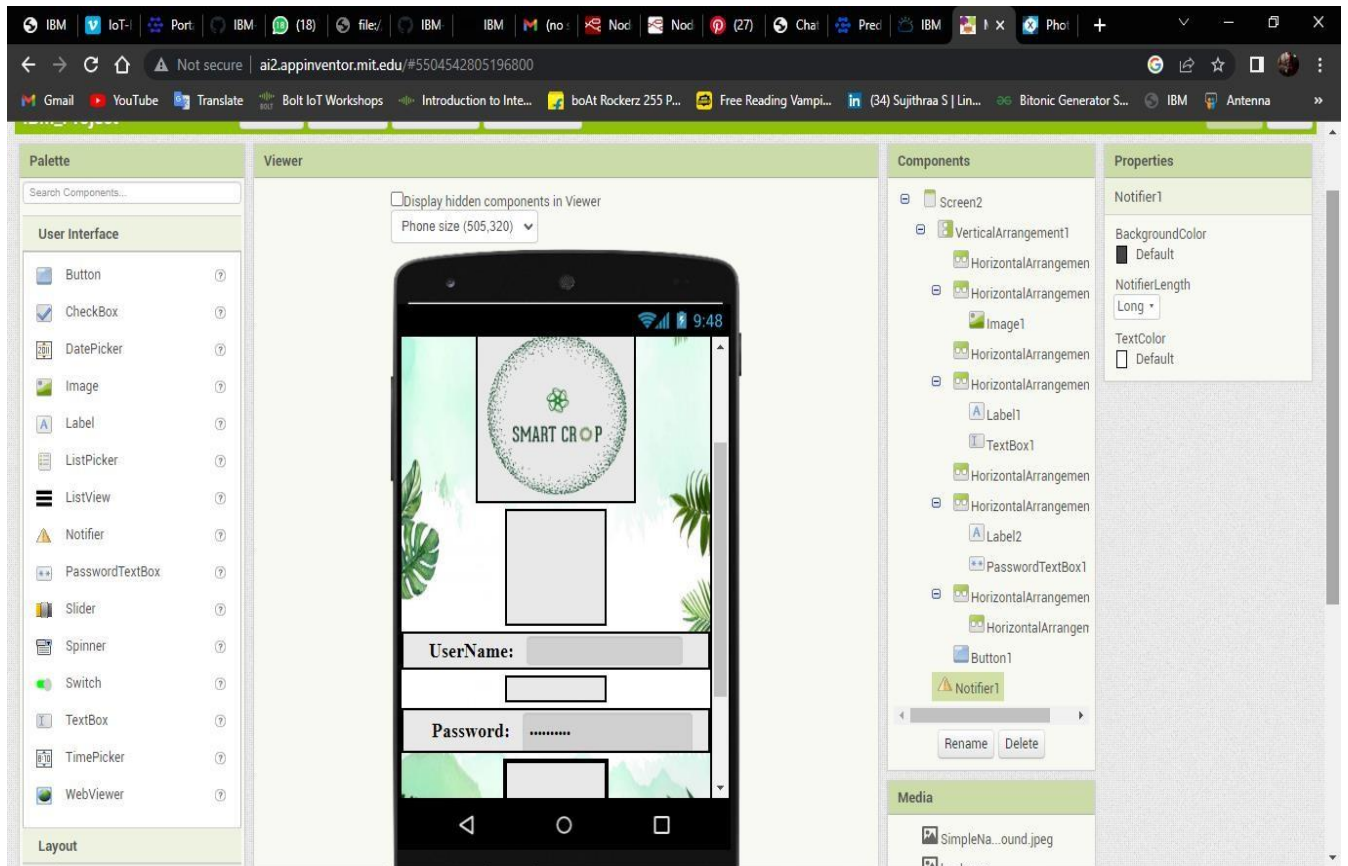 IBM
IoT-I
Port
IBM-
(18)
file:/
IBM-
IBM
(no s
Nod
Nod
(27)
Chat
Pred
IBM
Phot
Not secure | ai2.appinventor.mit.edu/#5504542805196800
Gmail
YouTube
Translate
Bolt IoT Workshops
Introduction to Inte...
boAt Rockerz 255 P...
Free Reading Vampi...
(34) Sujithraa S | Lin...
Bitonic Generator S...
IBM
Antenna
»
IBM_Project
Palette
Search Components...
User Interface
Button
CheckBox
DatePicker
Image
Label
ListPicker
ListView
Notifier
PasswordTextBox
Slider
Spinner
Switch
TextBox
TimePicker
WebViewer
Layout
Viewer
Display hidden components in Viewer
Phone size (505,320)
9:48
SMART CROP
UserName:
Password:
Components
Screen2
VerticalArrangement1
HorizontalArrangemen
HorizontalArrangemen
Image1
HorizontalArrangemen
HorizontalArrangemen
Label1
TextBox1
HorizontalArrangemen
HorizontalArrangemen
Label2
PasswordTextBox1
HorizontalArrangemen
HorizontalArrangen
Button1
Notifier1
Rename
Delete
Media
SimpleNa...ound.jpeg
Properties
Notifier1
BackgroundColor
Default
NotifierLength
Long
TextColor
Default